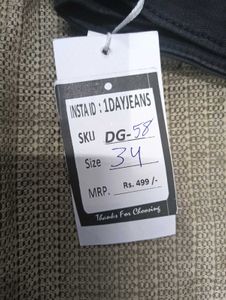 INSTA ID : 1DAYJEANS
SKU DG-58
Size 34
MRP. Rs. 499 /-
Thanks For Choosing